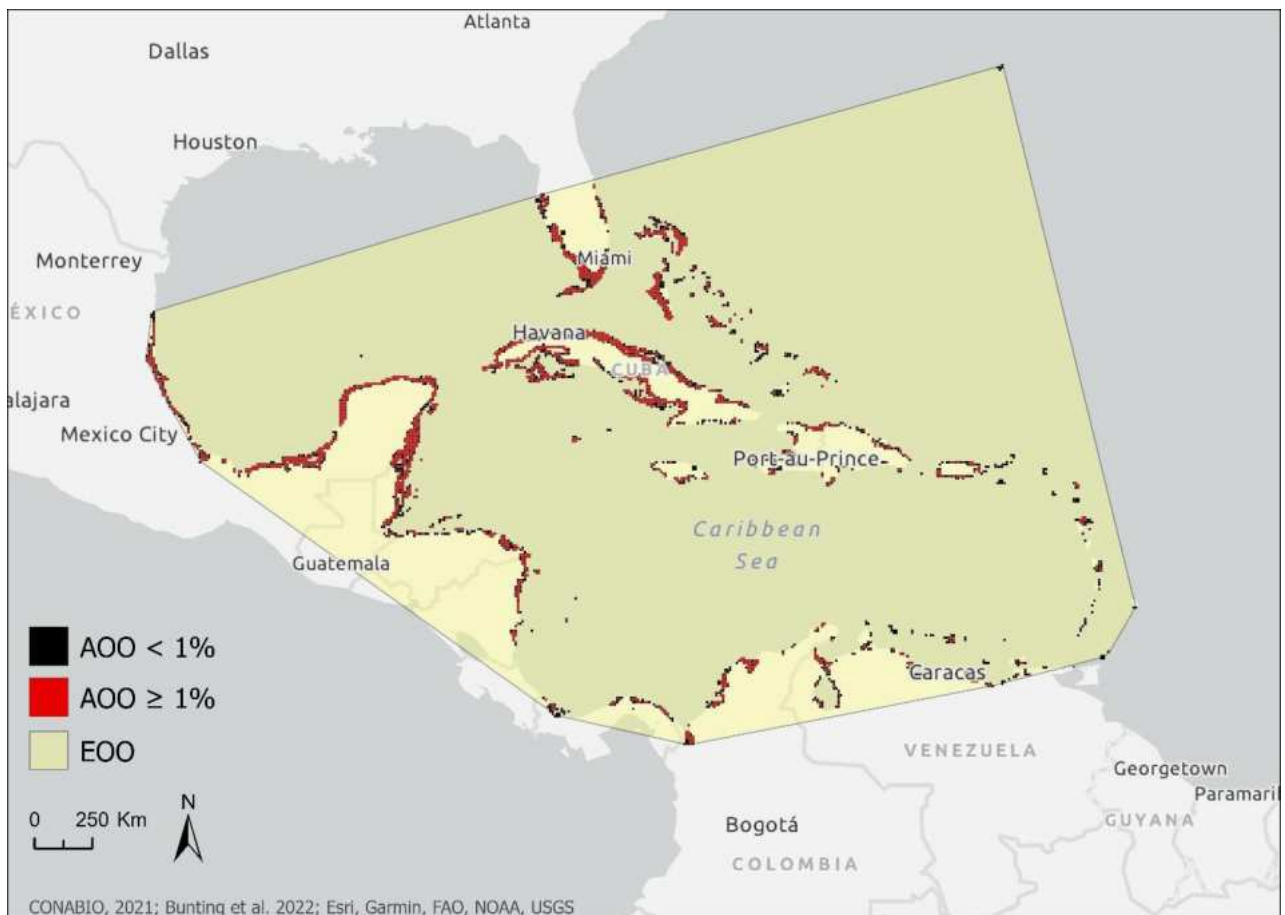 Atlanta
Dallas
Houston
Monterrey
Miami
ÉXICO
Havana
CUBA
alajara
Mexico City
Port-au-Prince
Caribbean
Sea
Guatemala
AOO < 1%
AOO ≥ 1%
EOO
Caracas
VENEZUELA
Georgetown
Paramarib
GUYANA
N
0 250 Km
Bogotá
COLOMBIA
CONABIO, 2021; Bunting et al. 2022; Esri, Garmin, FAO, NOAA, USGS